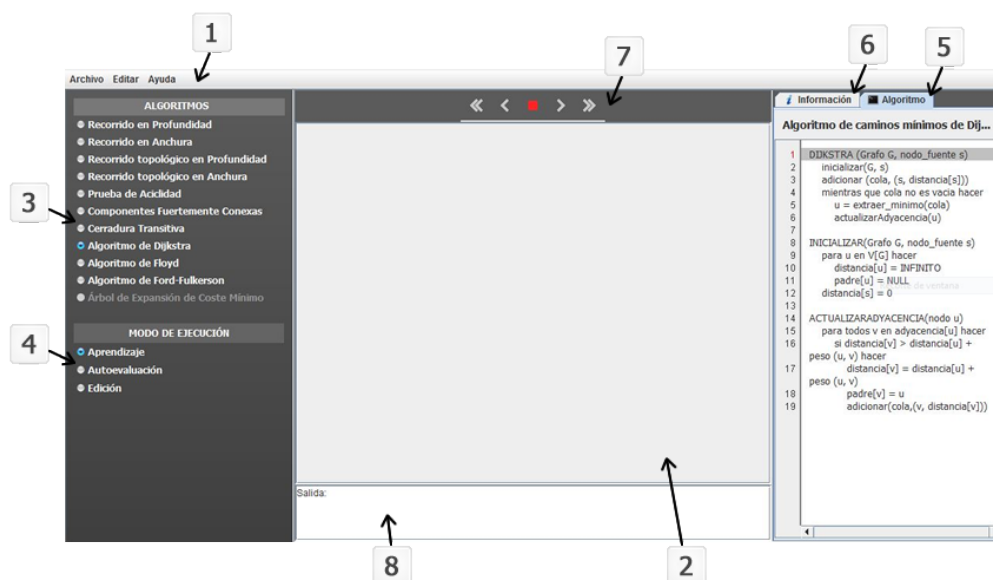 1
6
5
7
Archivo Editar Ayuda
ALGORITMOS
Recorrido en Profundidad
Recorrido en Anchura
Recorrido topológico en Profundidad
Recorrido topológico en Anchura
Prueba de Aciclidad
Componentes Fuertemente Conexas
Cerradura Transitiva
Algoritmo de Dijkstra
Algoritmo de Floyd
Algoritmo de Ford-Fulkerson
Árbol de Expansión de Coste Mínimo
3
MODO DE EJECUCIÓN
Aprendizaje
Autoevaluación
Edición
4
Salida:
8
2
i Información Algoritmo
Algoritmo de caminos mínimos de Dij...
1 DIJKSTRA (Grafo G, nodo_fuente s)
2 inicializar(G, s)
3 adicionar (cola, (s, distancia[s]))
4 mientras que cola no es vacia hacer
5 u = extraer_minimo(cola)
6 actualizarAdyacencia(u)
7
8 INICIALIZAR(Grafo G, nodo_fuente s)
9 para u en V[G] hacer
10 distancia[u] = INFINITO
11 padre[u] = NULL
12 distancia[s] = 0
de ventana
13
14 ACTUALIZARADYACENCIA(nodo u)
15 para todos v en adyacencia[u] hacer
16 si distancia[v] > distancia[u] +
peso (u, v) hacer
17 distancia[v] = distancia[u] +
peso (u, v)
18 padre[v] = u
19 adicionar(cola,(v, distancia[v]))